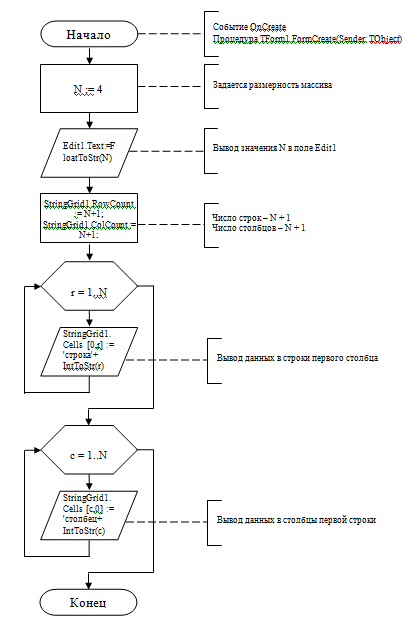 Начало
Событие OnCreate
Процедура TForm1.FormCreate(Sender: TObject)
N := 4
Задается размерность массива
Edit1.Text:=F
loatToStr(N)
Вывод значения N в поле Edit1
StringGrid1.RowCount
:= N+1;
StringGrid1.ColCount =
N+1;
Число строк – N + 1
Число столбцов – N + 1
r = 1..N
StringGrid1.
Cells [0,r] :=
'строка'+
IntToStr(r)
Вывод данных в строки первого столбца
c = 1..N
StringGrid1.
Cells [c,0] :=
'столбец+
IntToStr(c)
Вывод данных в столбцы первой строки
Конец